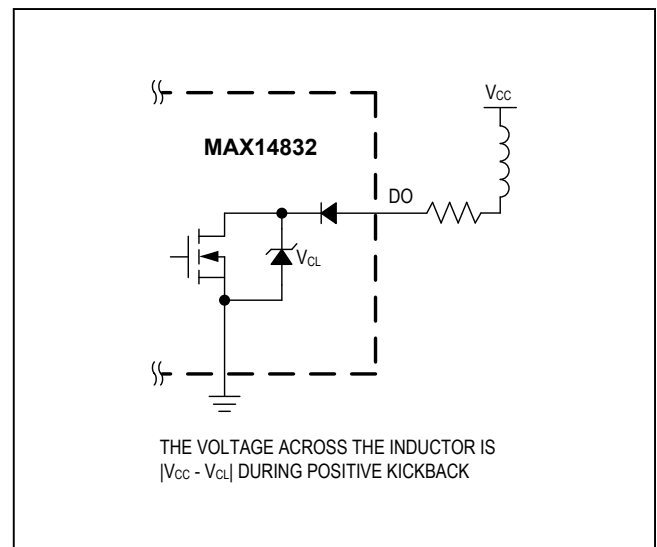 VCC
MAX14832
DO
VCL
THE VOLTAGE ACROSS THE INDUCTOR IS
|VCC - VCL| DURING POSITIVE KICKBACK